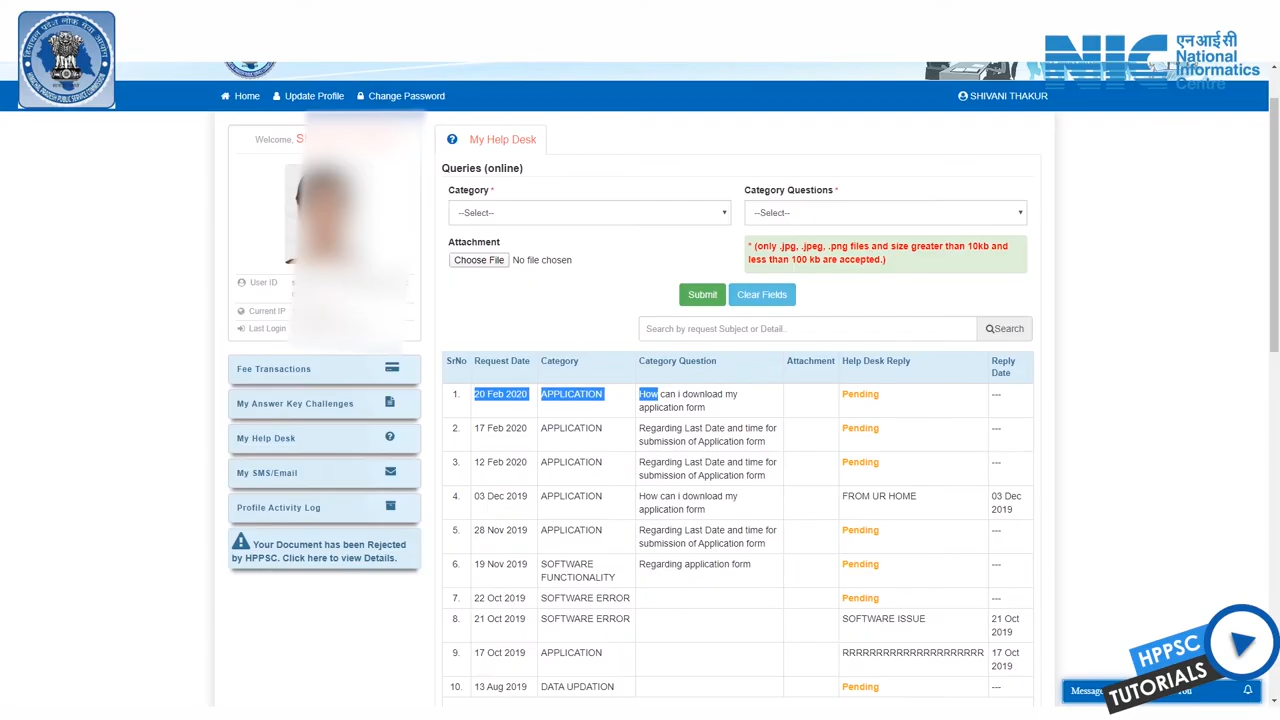 एन आई सी
National
Informatics
Centre
NIC
Home
Update Profile
Change Password
SHIVANI THAKUR
Welcome,
User ID
Current IP
Last Login
Fee Transactions
My Answer Key Challenges
My Help Desk
My SMS/Email
Profile Activity Log
Your Document has been Rejected
by HPPSC. Click here to view Details.
My Help Desk
Queries (online)
Category *
Category Questions *
--Select--
--Select--
Attachment
Choose File No file chosen
* (only .jpg, .jpeg, .png files and size greater than 10kb and
less than 100 kb are accepted.)
Submit
Clear Fields
Search by request Subject or Detail..
Search
SrNo Request Date Category Category Question Attachment Help Desk Reply Reply
Date
1. 20 Feb 2020 APPLICATION How can i download my Pending ---
application form
2. 17 Feb 2020 APPLICATION Regarding Last Date and time for Pending ---
submission of Application form
3. 12 Feb 2020 APPLICATION Regarding Last Date and time for Pending ---
submission of Application form
4. 03 Dec 2019 APPLICATION How can i download my FROM UR HOME 03 Dec
application form 2019
5. 28 Nov 2019 APPLICATION Regarding Last Date and time for Pending ---
submission of Application form
6. 19 Nov 2019 SOFTWARE Regarding application form Pending ---
FUNCTIONALITY
7. 22 Oct 2019 SOFTWARE ERROR Pending ---
8. 21 Oct 2019 SOFTWARE ERROR SOFTWARE ISSUE 21 Oct
2019
9. 17 Oct 2019 APPLICATION RRRRRRRRRRRRRRRRRRRRR 17 Oct
2019
10. 13 Aug 2019 DATA UPDATION Pending ---
HPPSC
TUTORIALS